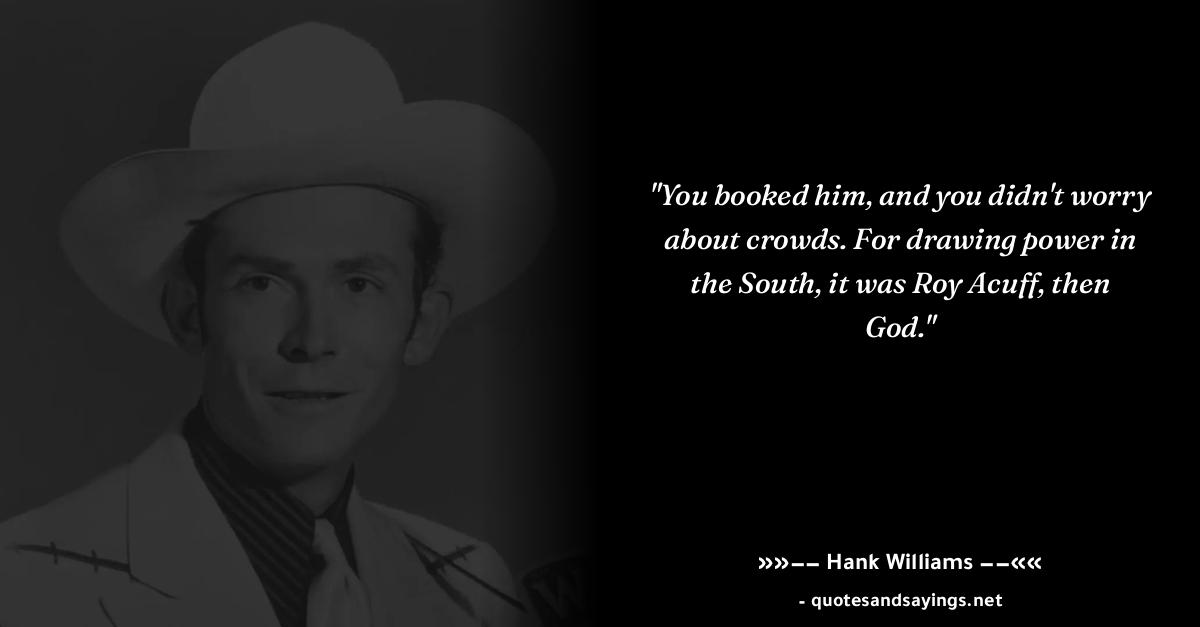 "You booked him, and you didn't worry
about crowds. For drawing power in
the South, it was Roy Acuff, then
God."
»»–– Hank Williams ––««
- quotesandsayings.net